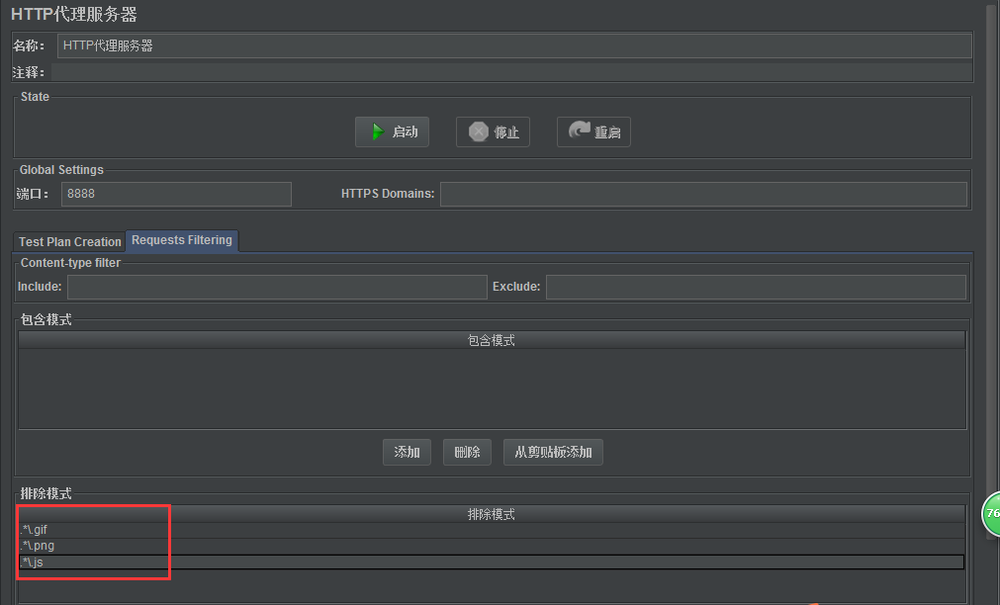 HTTP代理服务器
名称： HTTP代理服务器
注释：
State
启动 停止 重启
Global Settings
端口： 8888 HTTPS Domains:
Test Plan Creation Requests Filtering
Content-type filter
Include: Exclude:
包含模式
包含模式
添加 删除 从剪贴板添加
排除模式
排除模式
.*\.gif
.*\.png
.*\.js
76